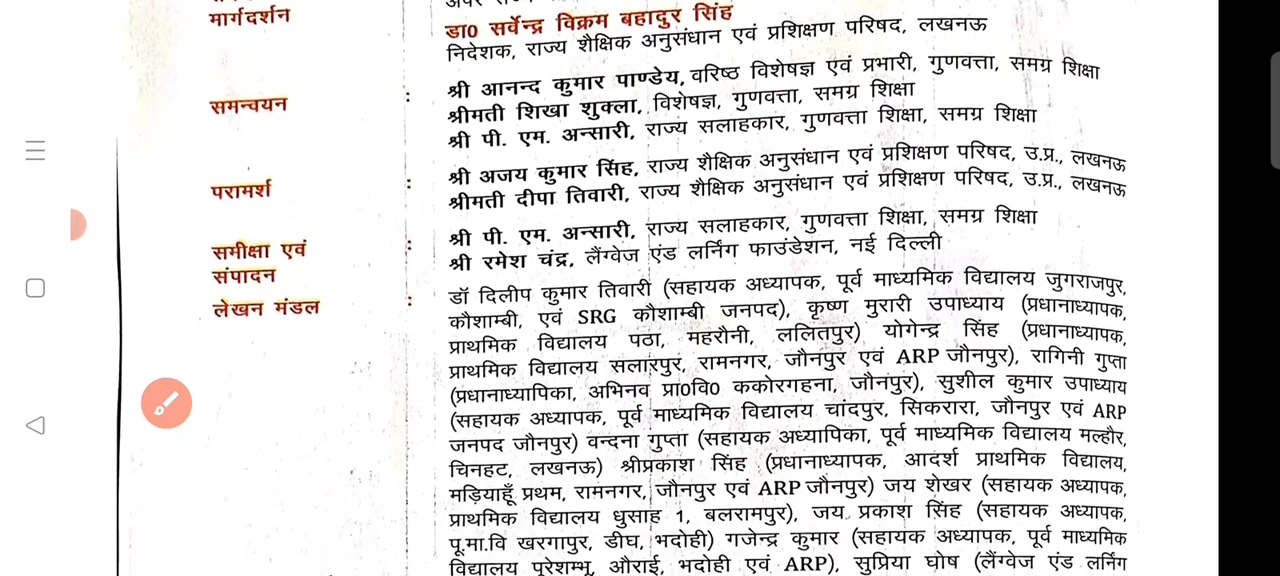 मार्गदर्शन
डा0 सर्वेन्द्र विक्रम बहादुर सिंह
निदेशक, राज्य शैक्षिक अनुसंधान एवं प्रशिक्षण परिषद, लखनऊ
समन्वयन :
श्री आनन्द कुमार पाण्डेय, वरिष्ठ विशेषज्ञ एवं प्रभारी, गुणवत्ता, समग्र शिक्षा
श्रीमती शिखा शुक्ला, विशेषज्ञ, गुणवत्ता, समग्र शिक्षा
श्री पी. एम. अन्सारी, राज्य सलाहकार, गुणवत्ता शिक्षा, समग्र शिक्षा
परामर्श :
श्री अजय कुमार सिंह, राज्य शैक्षिक अनुसंधान एवं प्रशिक्षण परिषद, उ.प्र., लखनऊ
श्रीमती दीपा तिवारी, राज्य शैक्षिक अनुसंधान एवं प्रशिक्षण परिषद, उ.प्र., लखनऊ
समीक्षा एवं :
संपादन
श्री पी. एम. अन्सारी, राज्य सलाहकार, गुणवत्ता शिक्षा, समग्र शिक्षा
श्री रमेश चंद्र, लैंग्वेज एंड लर्निंग फाउंडेशन, नई दिल्ली
लेखन मंडल :
डॉ दिलीप कुमार तिवारी (सहायक अध्यापक, पूर्व माध्यमिक विद्यालय जुगराजपुर,
कौशाम्बी, एवं SRG कौशाम्बी जनपद), कृष्ण मुरारी उपाध्याय (प्रधानाध्यापक,
प्राथमिक विद्यालय पठा, महरौनी, ललितपुर) योगेन्द्र सिंह (प्रधानाध्यापक,
प्राथमिक विद्यालय सलारपुर, रामनगर, जौनपुर एवं ARP जौनपुर), रागिनी गुप्ता
(प्रधानाध्यापिका, अभिनव प्रा0वि0 ककोरगहना, जौनपुर), सुशील कुमार उपाध्याय
(सहायक अध्यापक, पूर्व माध्यमिक विद्यालय चांदपुर, सिकरारा, जौनपुर एवं ARP
जनपद जौनपुर) वन्दना गुप्ता (सहायक अध्यापिका, पूर्व माध्यमिक विद्यालय मल्हौर,
चिनहट, लखनऊ) श्रीप्रकाश सिंह (प्रधानाध्यापक, आदर्श प्राथमिक विद्यालय,
मड़ियाहूँ प्रथम, रामनगर, जौनपुर एवं ARP जौनपुर) जय शेखर (सहायक अध्यापक,
प्राथमिक विद्यालय धुसाह 1, बलरामपुर), जय प्रकाश सिंह (सहायक अध्यापक,
पू.मा.वि खरगापुर, डीघ, भदोही) गजेन्द्र कुमार (सहायक अध्यापक, पूर्व माध्यमिक
विद्यालय पूरेशम्भू, औराई, भदोही एवं ARP), सुप्रिया घोष (लैंग्वेज एंड लर्निंग